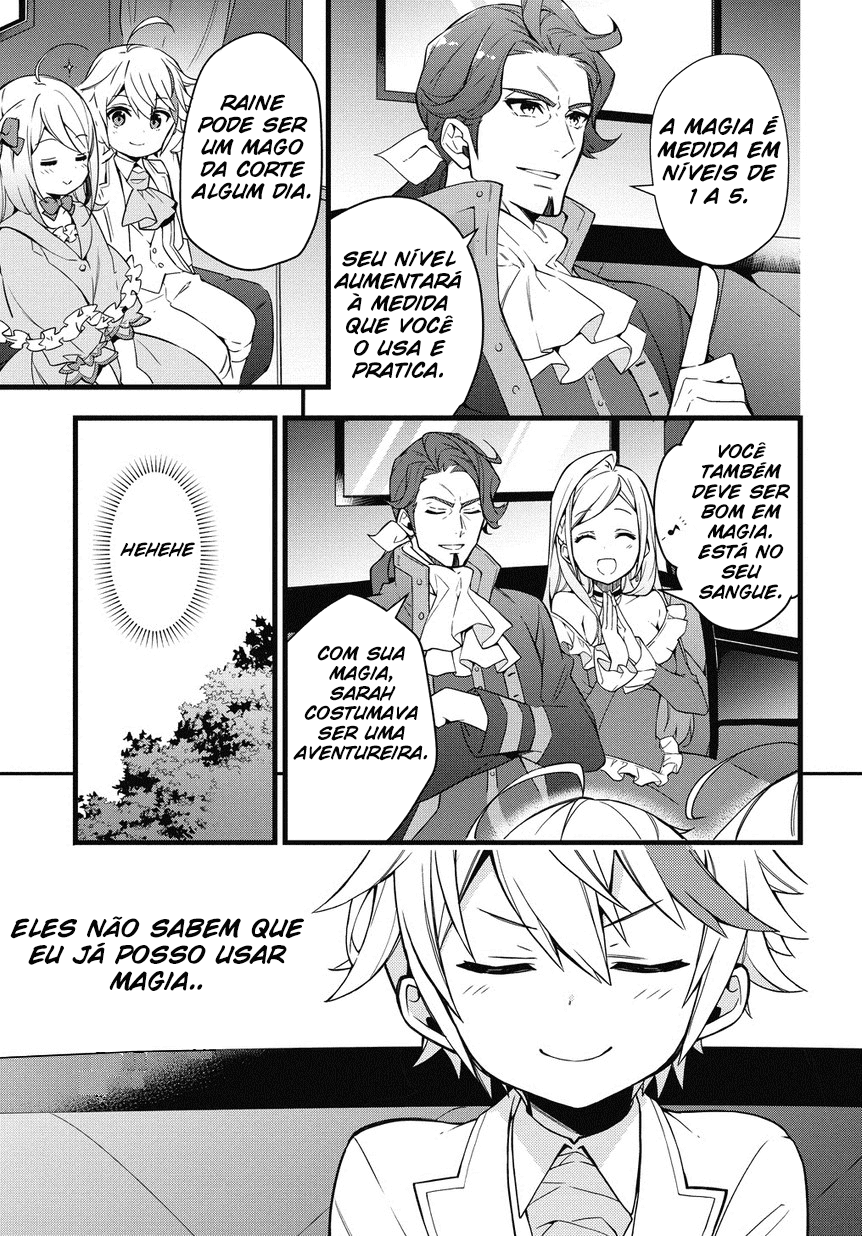 A MAGIA É
MEDIDA EM
NÍVEIS DE
1 A 5.
SEU NÍVEL
AUMENTARÁ
À MEDIDA
QUE VOCÊ
O USA E
PRATICA.
RAINE
PODE SER
UM MAGO
DA CORTE
ALGUM DIA.
VOCÊ
TAMBÉM
DEVE SER
BOM EM
MAGIA.
ESTÁ NO
SEU
SANGUE.
COM SUA
MAGIA,
SARAH
COSTUMAVA
SER UMA
AVENTUREIRA.
HEHEHE
ELES NÃO SABEM QUE
EU JÁ POSSO USAR
MAGIA..